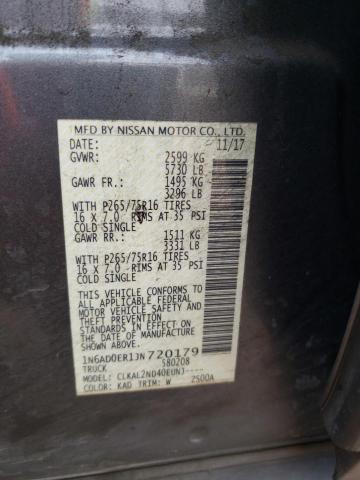 MFD BY NISSAN MOTOR CO., LTD.
DATE: 11/17
GVWR: 2599 KG
5730 LB
GAWR FR.: 1495 KG
3296 LB
WITH P265/75R16 TIRES
16 X 7.0 RIMS AT 35 PSI
COLD SINGLE
GAWR RR.: 1511 KG
3331 LB
WITH P265/75R16 TIRES
16 X 7.0 RIMS AT 35 PSI
COLD SINGLE
THIS VEHICLE CONFORMS TO ALL
APPLICABLE FEDERAL MOTOR
VEHICLE SAFETY
STANDARDS IN EFFECT ON THE
DATE OF MANUFACTURE SHOWN
ABOVE.
1N6AD0ER1JN720179
TRUCK 580208
MODEL: CLKAL2ND40EUNJ----
COLOR: KAD TRIM: W 2500A